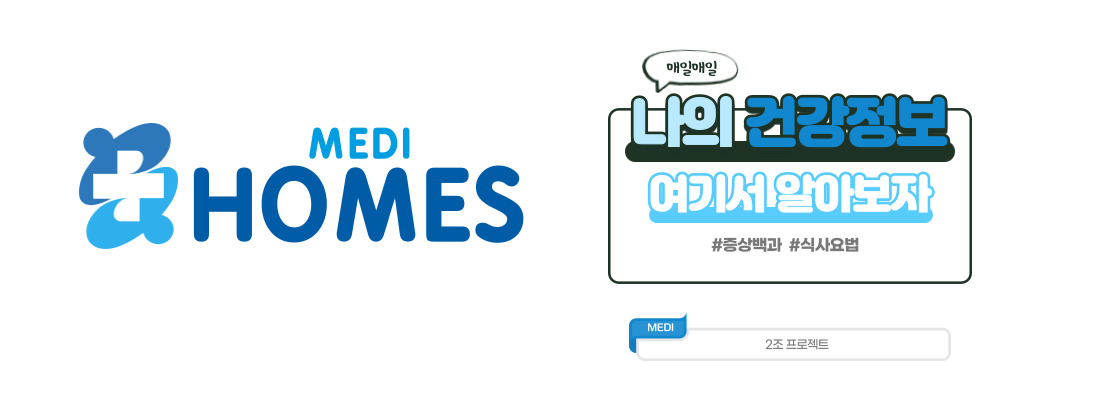 MEDI
HOMES
매일매일
나의 건강정보
여기서 알아보자
#증상백과 #식사요법
MEDI
2조 프로젝트